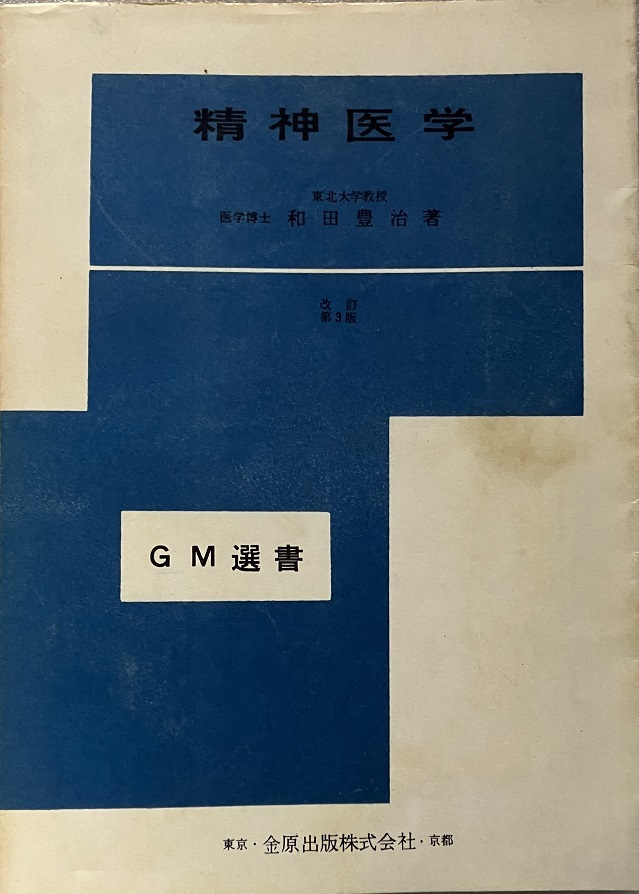 精神医学
東北大学教授
医学博士 和田豊治著
改訂
第3版
GM選書
東京・金原出版株式会社・京都